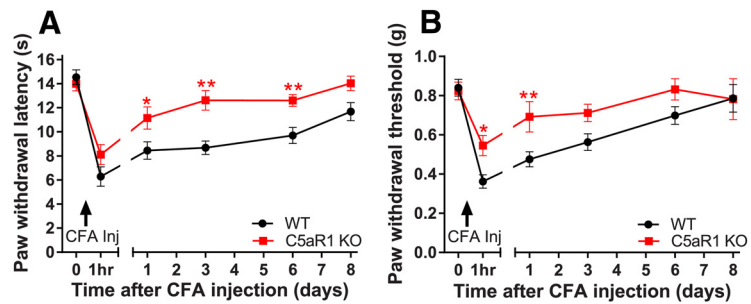 A
Paw withdrawal latency (s)
16
14
12
10
8
6
4
2
0
*
**
**
CFA Inj
WT
C5aR1 KO
0 1hr 1 2 3 4 5 6 7 8
Time after CFA injection (days)
B
Paw withdrawal threshold (g)
1.0
0.8
0.6
0.4
0.2
0.0
*
**
CFA Inj
WT
C5aR1 KO
0 1hr 1 2 3 4 5 6 7 8
Time after CFA injection (days)